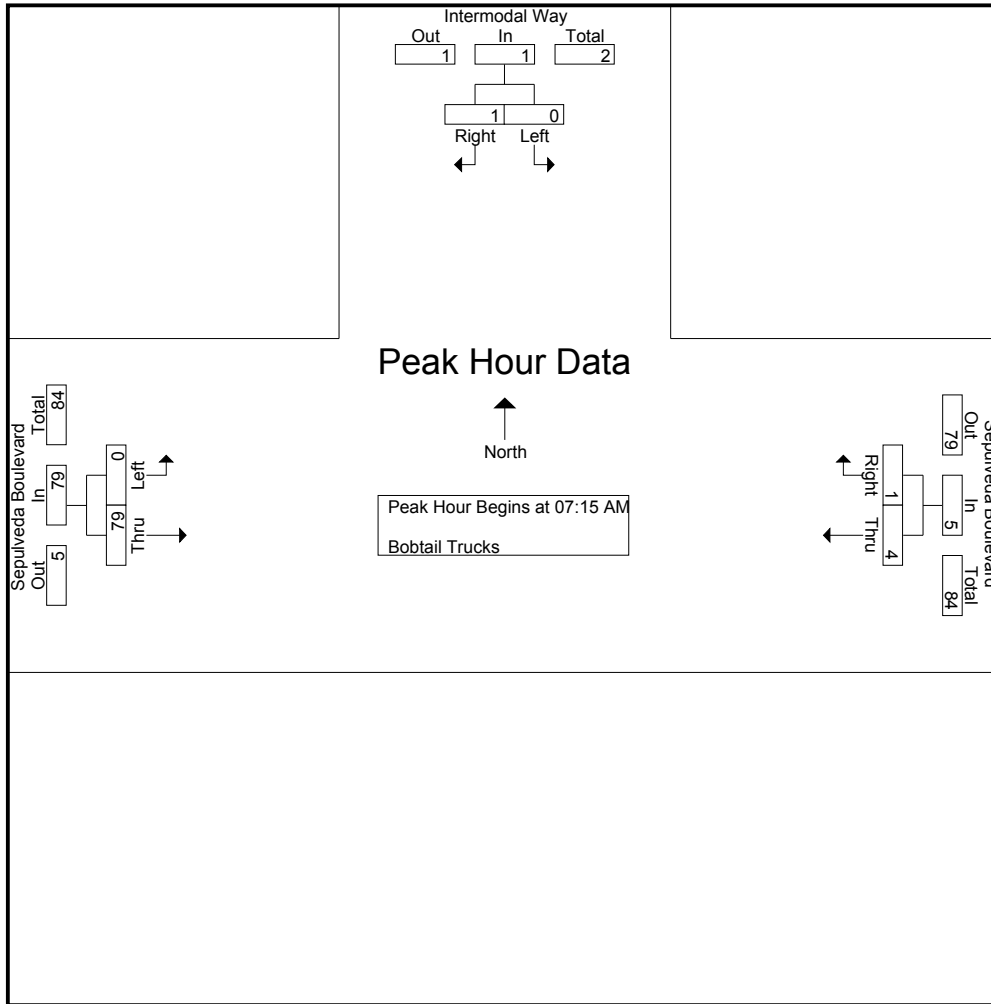 Intermodal Way
Out In Total
1 1 2
1 0
Right Left
Peak Hour Data
North
Peak Hour Begins at 07:15 AM
Bobtail Trucks
Sepulveda Boulevard
Total In Out
84 79 5
0 79
Left Thru
Sepulveda Boulevard
Out In Total
79 5 84
1 4
Right Thru